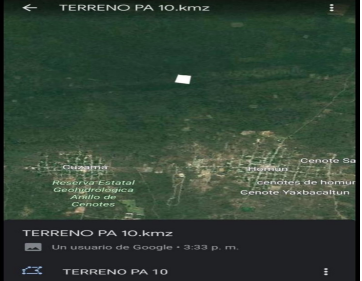 TERRENO PA 10.kmz
Cenote Sa
Cuzamá
Homún
Reserva Estatal
Geohidrológica
Anillo de
Cenotes
cenotes de homun
Cenote Yaxbacaltun
TERRENO PA 10.kmz
Un usuario de Google • 3:33 p. m.
TERRENO PA 10